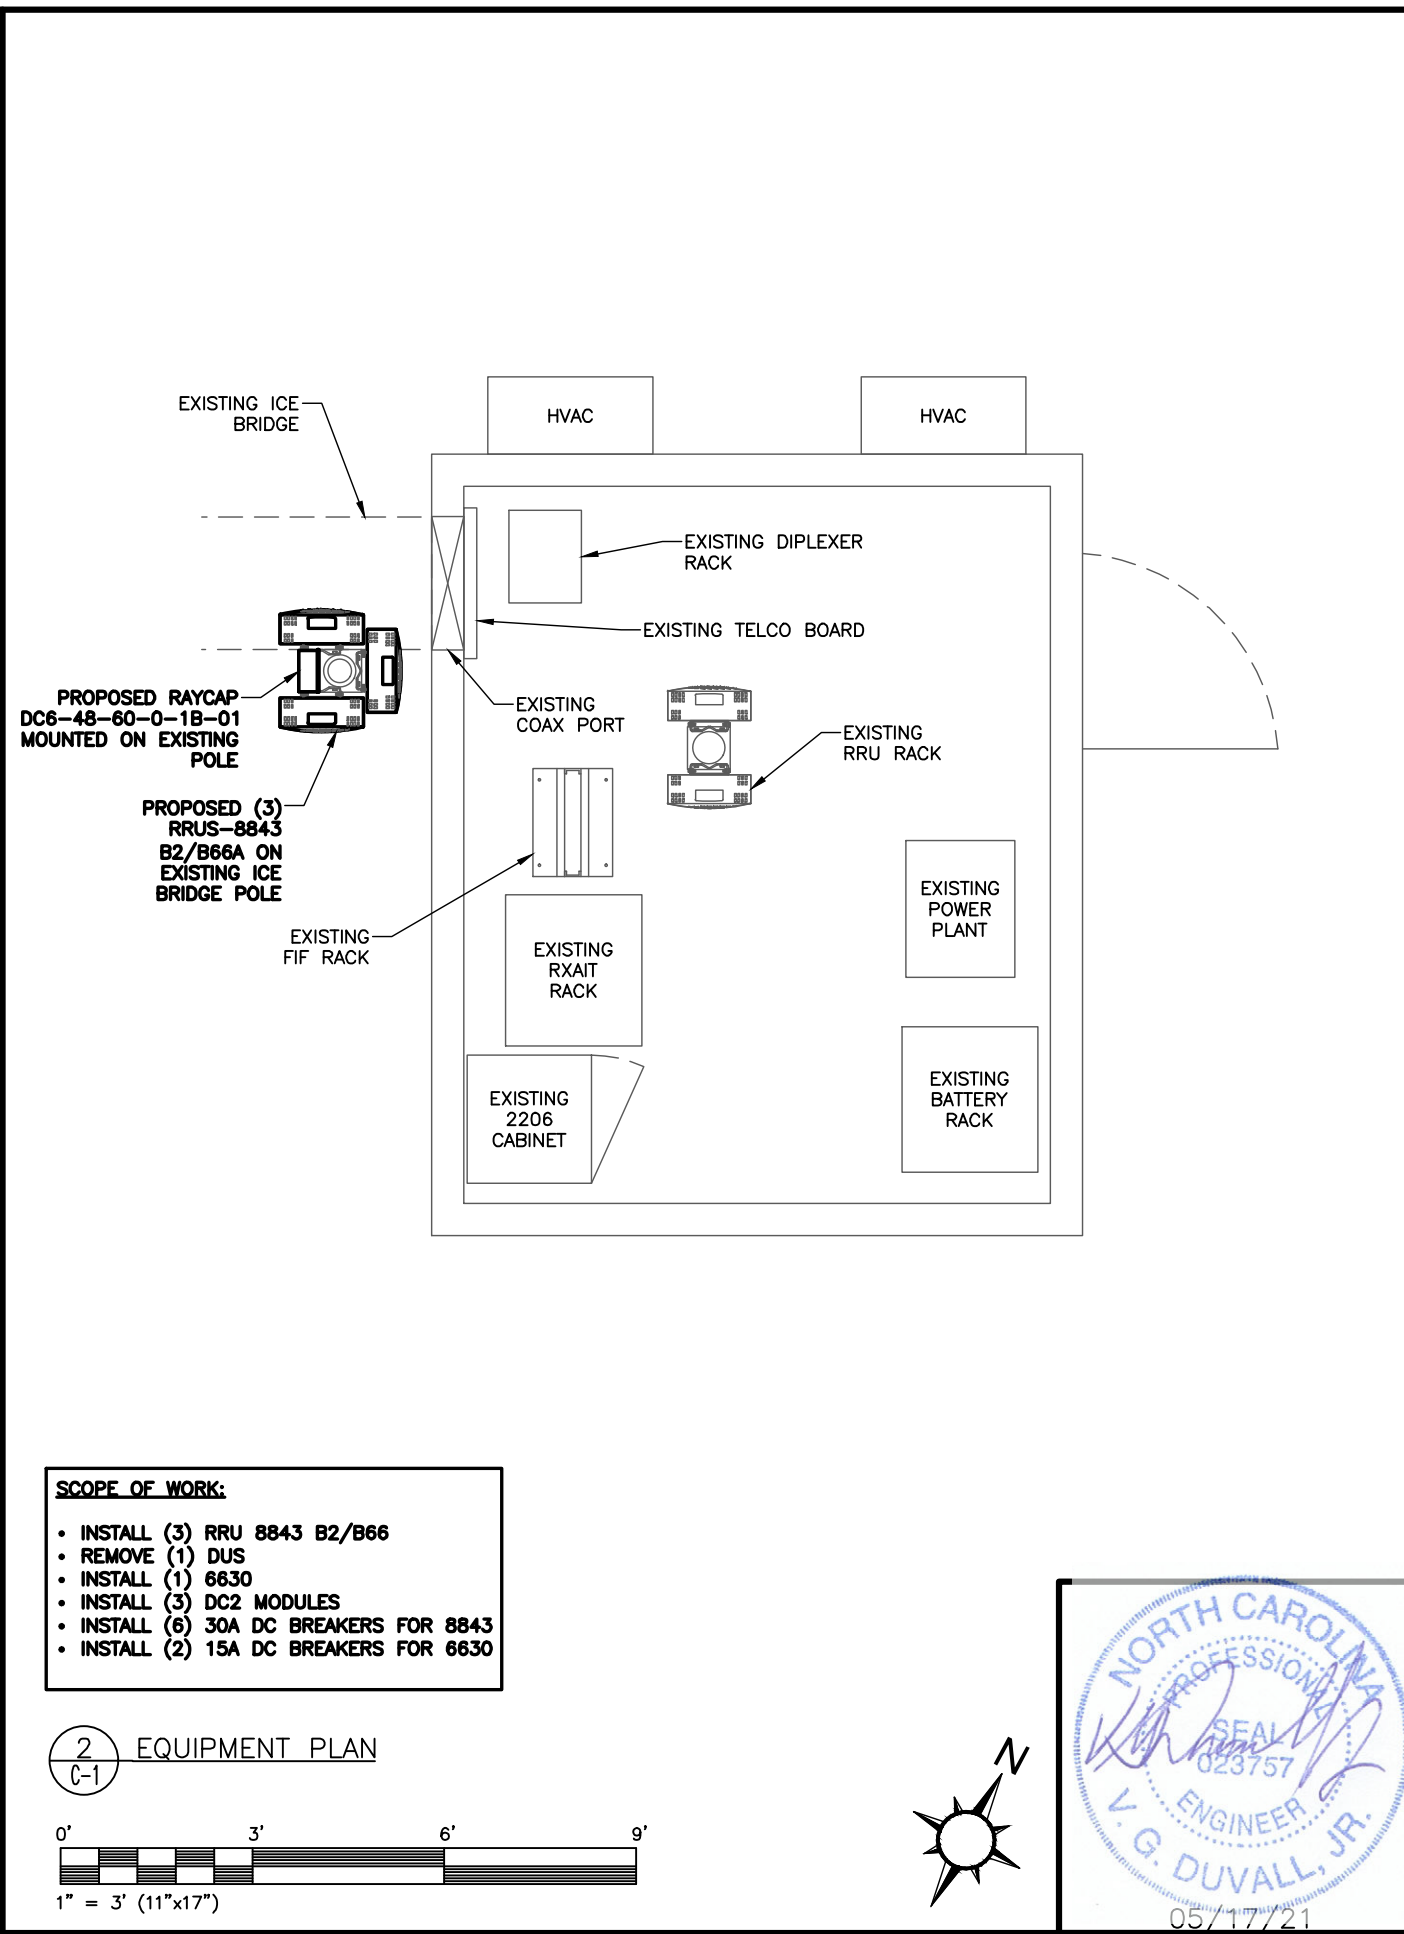 EXISTING ICE
BRIDGE
HVAC
HVAC
EXISTING DIPLEXER
RACK
EXISTING TELCO BOARD
PROPOSED RAYCAP
DC6-48-60-0-1B-01
MOUNTED ON EXISTING
POLE
EXISTING
COAX PORT
EXISTING
RRU RACK
PROPOSED (3)
RRUS-8843
B2/B66A ON
EXISTING ICE
BRIDGE POLE
EXISTING
FIF RACK
EXISTING
POWER
PLANT
EXISTING
RXAIT
RACK
EXISTING
BATTERY
RACK
EXISTING
2206
CABINET
SCOPE OF WORK:
• INSTALL (3) RRU 8843 B2/B66
• REMOVE (1) DUS
• INSTALL (1) 6630
• INSTALL (3) DC2 MODULES
• INSTALL (6) 30A DC BREAKERS FOR 8843
• INSTALL (2) 15A DC BREAKERS FOR 6630
2
C-1
EQUIPMENT PLAN
0' 3' 6' 9'
1" = 3' (11"x17")
N
NORTH CAROLINA
PROFESSIONAL
SEAL
023757
ENGINEER
V. G. DUVALL, JR.
05/17/21